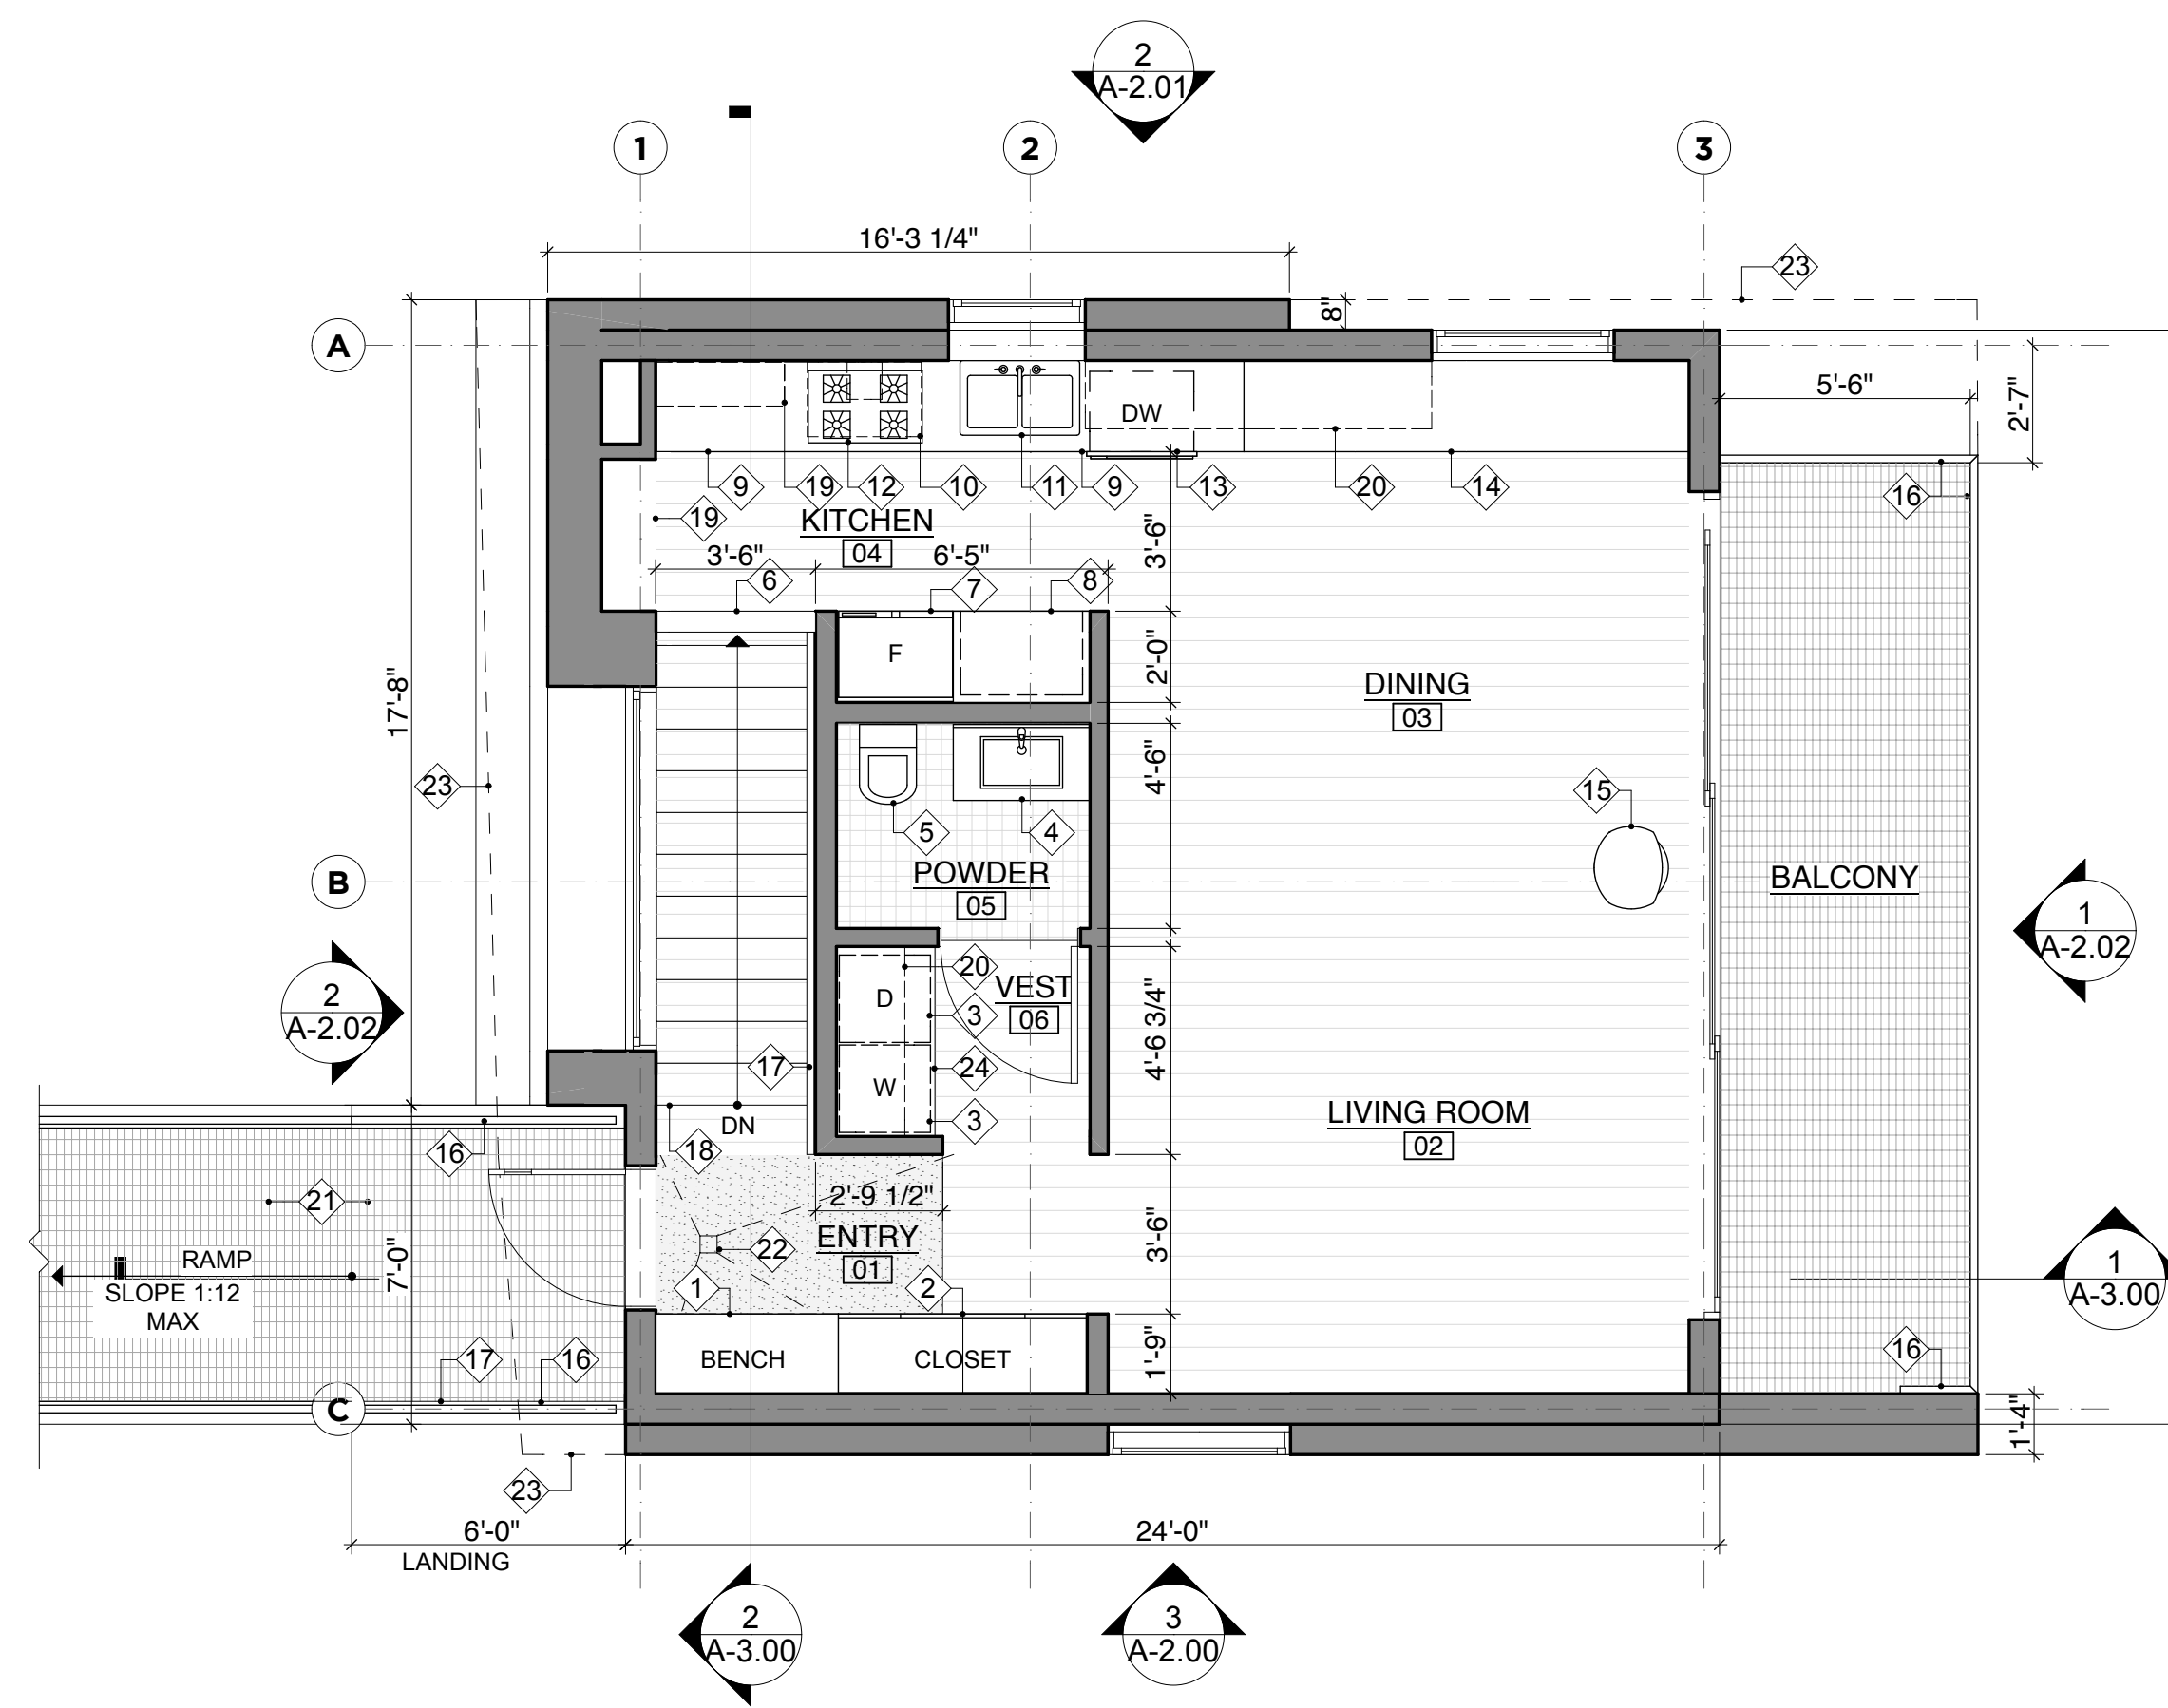 2
A-2.01
1
2
3
16'-3 1/4"
23
8"
A
5'-6"
2'-7"
DW
9
19
12
10
11
9
13
20
14
16
19
KITCHEN
04
3'-6"
6'-5"
3'-6"
6
7
8
F
2'-0"
17'-8"
DINING
03
23
4'-6"
15
5
4
POWDER
05
B
BALCONY
1
A-2.02
20
VEST
06
D
3
2
A-2.02
4'-6 3/4"
17
24
W
3
LIVING ROOM
02
DN
18
16
21
2'-9 1/2"
ENTRY
01
22
3'-6"
RAMP
SLOPE 1:12
MAX
7'-0"
1
2
1
A-3.00
17
16
BENCH
CLOSET
1'-9"
16
C
1'-4"
23
6'-0"
LANDING
24'-0"
2
A-3.00
3
A-2.00